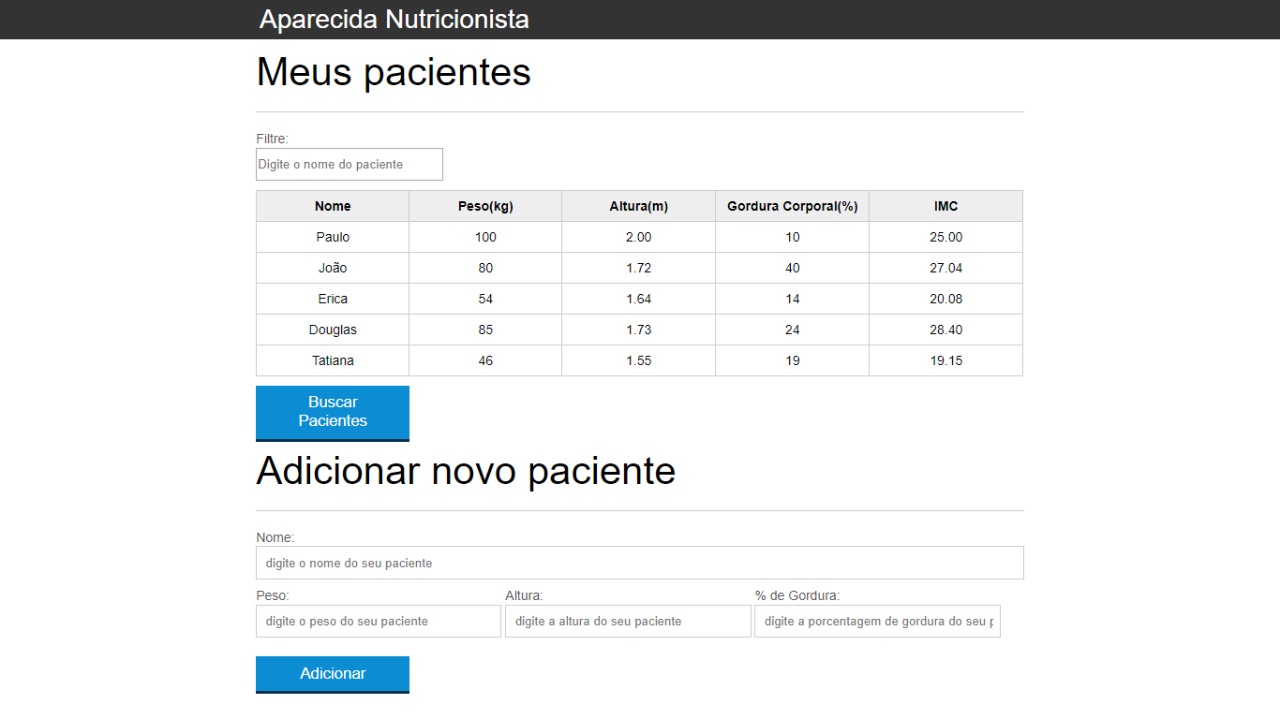 Aparecida Nutricionista
Meus pacientes
Filtre:
Digite o nome do paciente
Nome Peso(kg) Altura(m) Gordura Corporal(%) IMC
Paulo 100 2.00 10 25.00
João 80 1.72 40 27.04
Erica 54 1.64 14 20.08
Douglas 85 1.73 24 28.40
Tatiana 46 1.55 19 19.15
Buscar
Pacientes
Adicionar novo paciente
Nome:
digite o nome do seu paciente
Peso: Altura: % de Gordura:
digite o peso do seu paciente digite a altura do seu paciente digite a porcentagem de gordura do seu
Adicionar